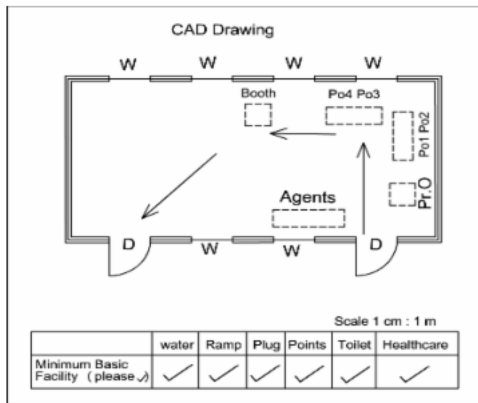 CAD Drawing
W W W W
Booth Po4 Po3
Po1 Po2
Pr.O
Agents
D W W D
Scale 1 cm : 1 m
water Ramp Plug Points Toilet Healthcare
Minimum Basic
Facility ( please ✓) ✓ ✓ ✓ ✓ ✓ ✓